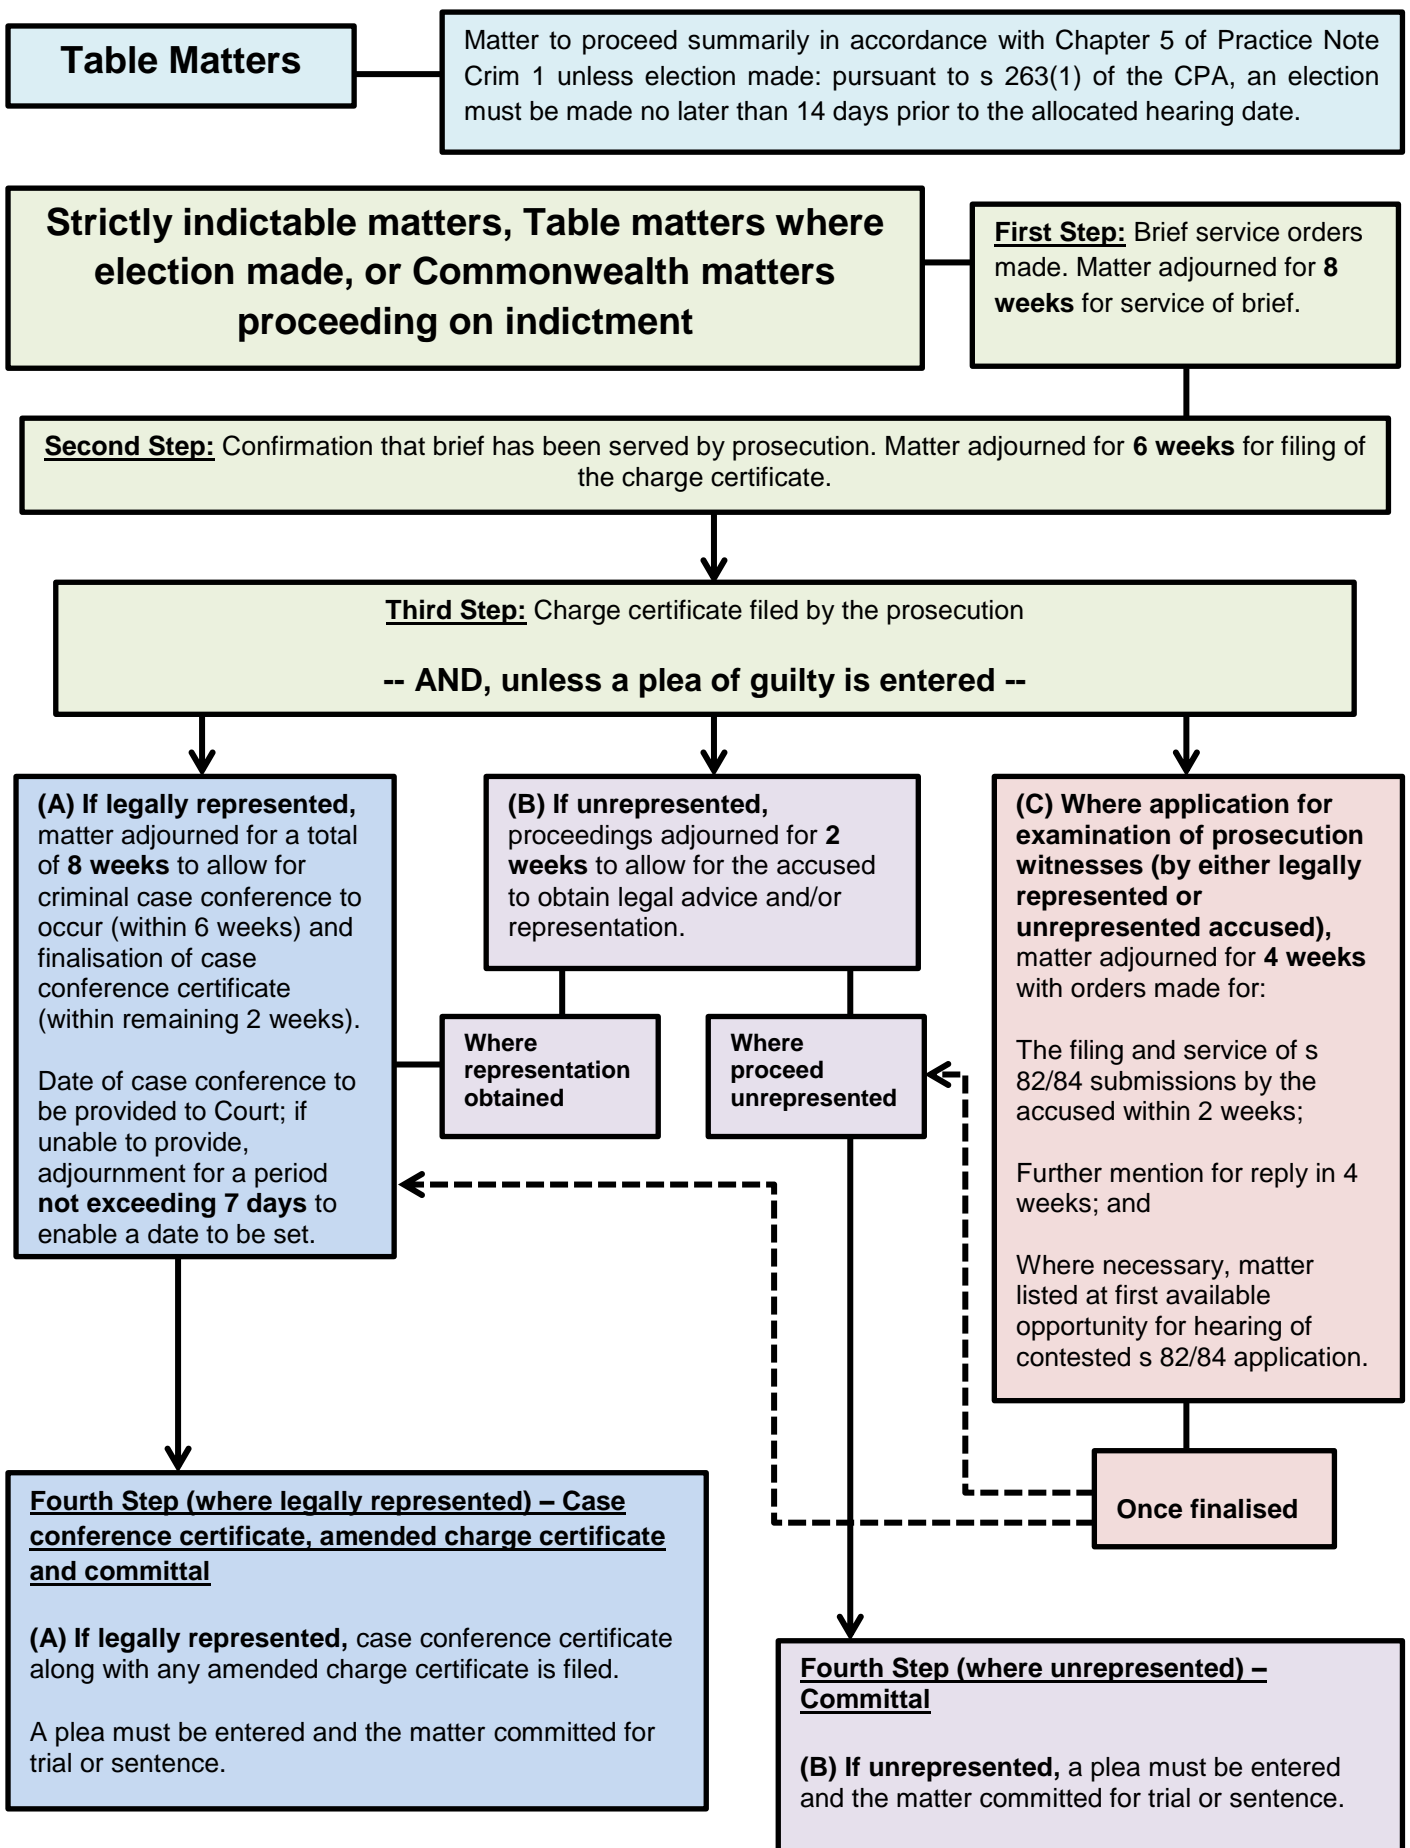 Table Matters
Matter to proceed summarily in accordance with Chapter 5 of Practice Note
Crim 1 unless election made: pursuant to s 263(1) of the CPA, an election
must be made no later than 14 days prior to the allocated hearing date.
Strictly indictable matters, Table matters where
election made, or Commonwealth matters
proceeding on indictment
First Step: Brief service orders
made. Matter adjourned for 8
weeks for service of brief.
Second Step: Confirmation that brief has been served by prosecution. Matter adjourned for 6 weeks for filing of
the charge certificate.
Third Step: Charge certificate filed by the prosecution
-- AND, unless a plea of guilty is entered --
(A) If legally represented,
matter adjourned for a total
of 8 weeks to allow for
criminal case conference to
occur (within 6 weeks) and
finalisation of case
conference certificate
(within remaining 2 weeks).
Date of case conference to
be provided to Court; if
unable to provide,
adjournment for a period
not exceeding 7 days to
enable a date to be set.
(B) If unrepresented,
proceedings adjourned for 2
weeks to allow for the accused
to obtain legal advice and/or
representation.
Where
representation
obtained
Where
proceed
unrepresented
(C) Where application for
examination of prosecution
witnesses (by either legally
represented or
unrepresented accused),
matter adjourned for 4 weeks
with orders made for:
The filing and service of s
82/84 submissions by the
accused within 2 weeks;
Further mention for reply in 4
weeks; and
Where necessary, matter
listed at first available
opportunity for hearing of
contested s 82/84 application.
Once finalised
Fourth Step (where legally represented) – Case
conference certificate, amended charge certificate
and committal
(A) If legally represented, case conference certificate
along with any amended charge certificate is filed.
A plea must be entered and the matter committed for
trial or sentence.
Fourth Step (where unrepresented) –
Committal
(B) If unrepresented, a plea must be entered
and the matter committed for trial or sentence.